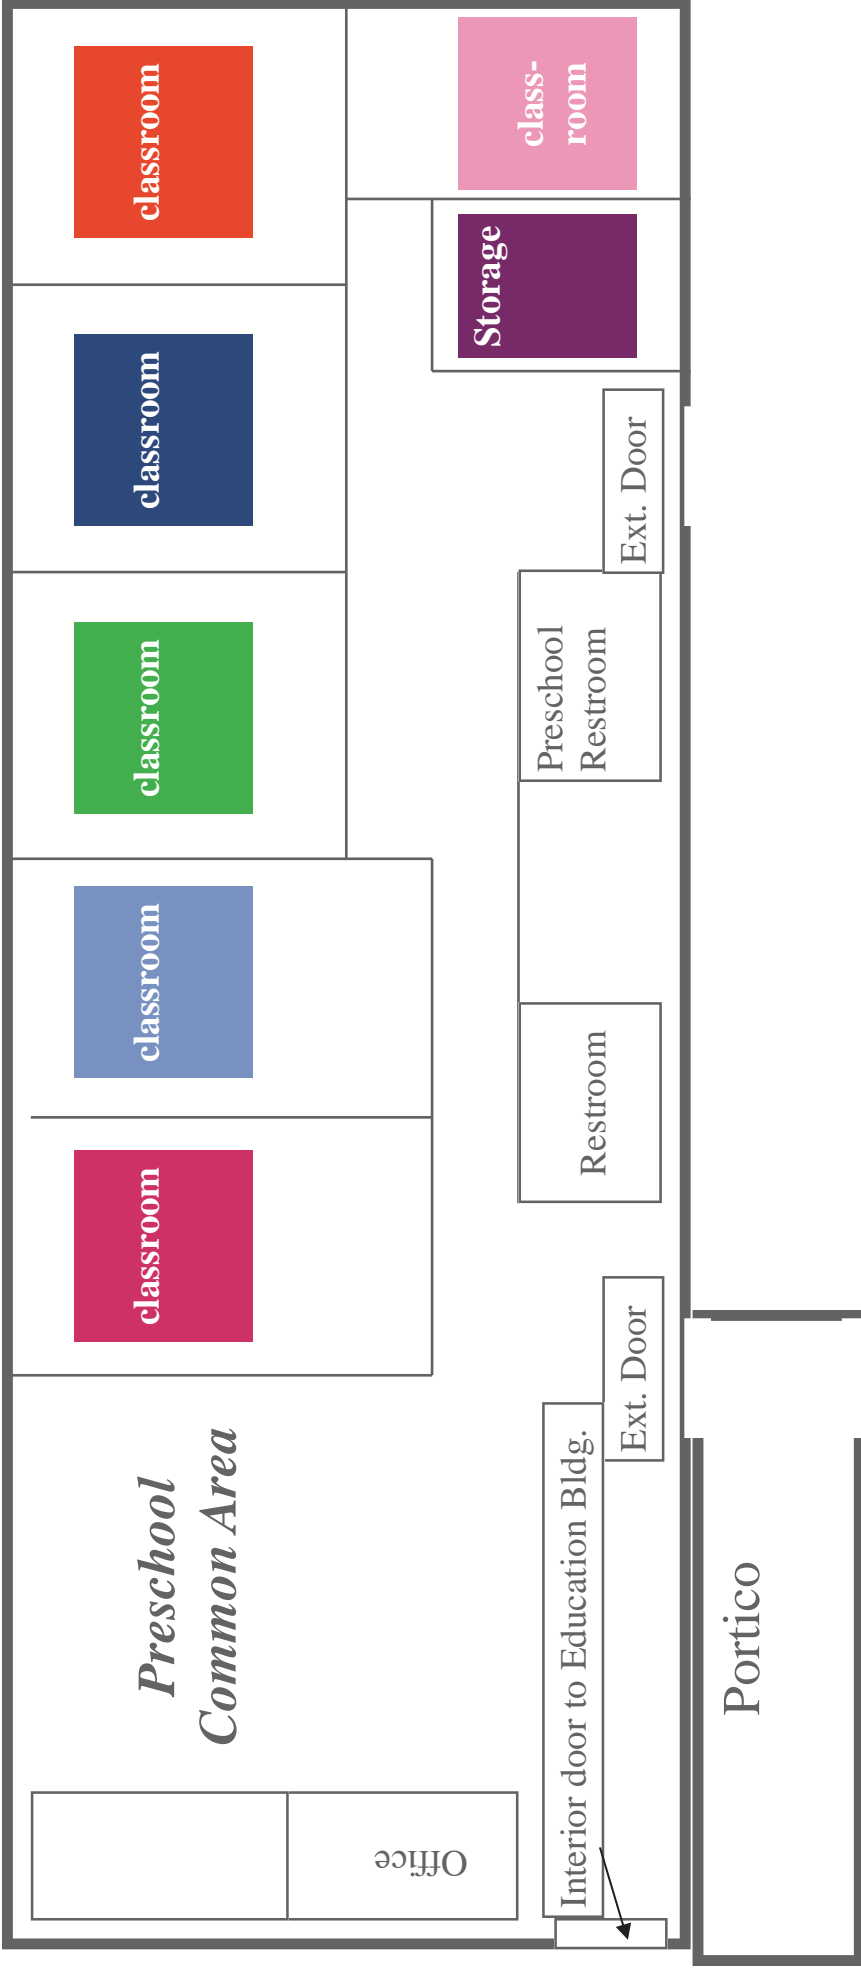 classroom
classroom
classroom
classroom
classroom
class-
room
Storage
Ext. Door
Preschool
Restroom
Restroom
Ext. Door
Interior door to Education Bldg.
Preschool
Common Area
Office
Portico